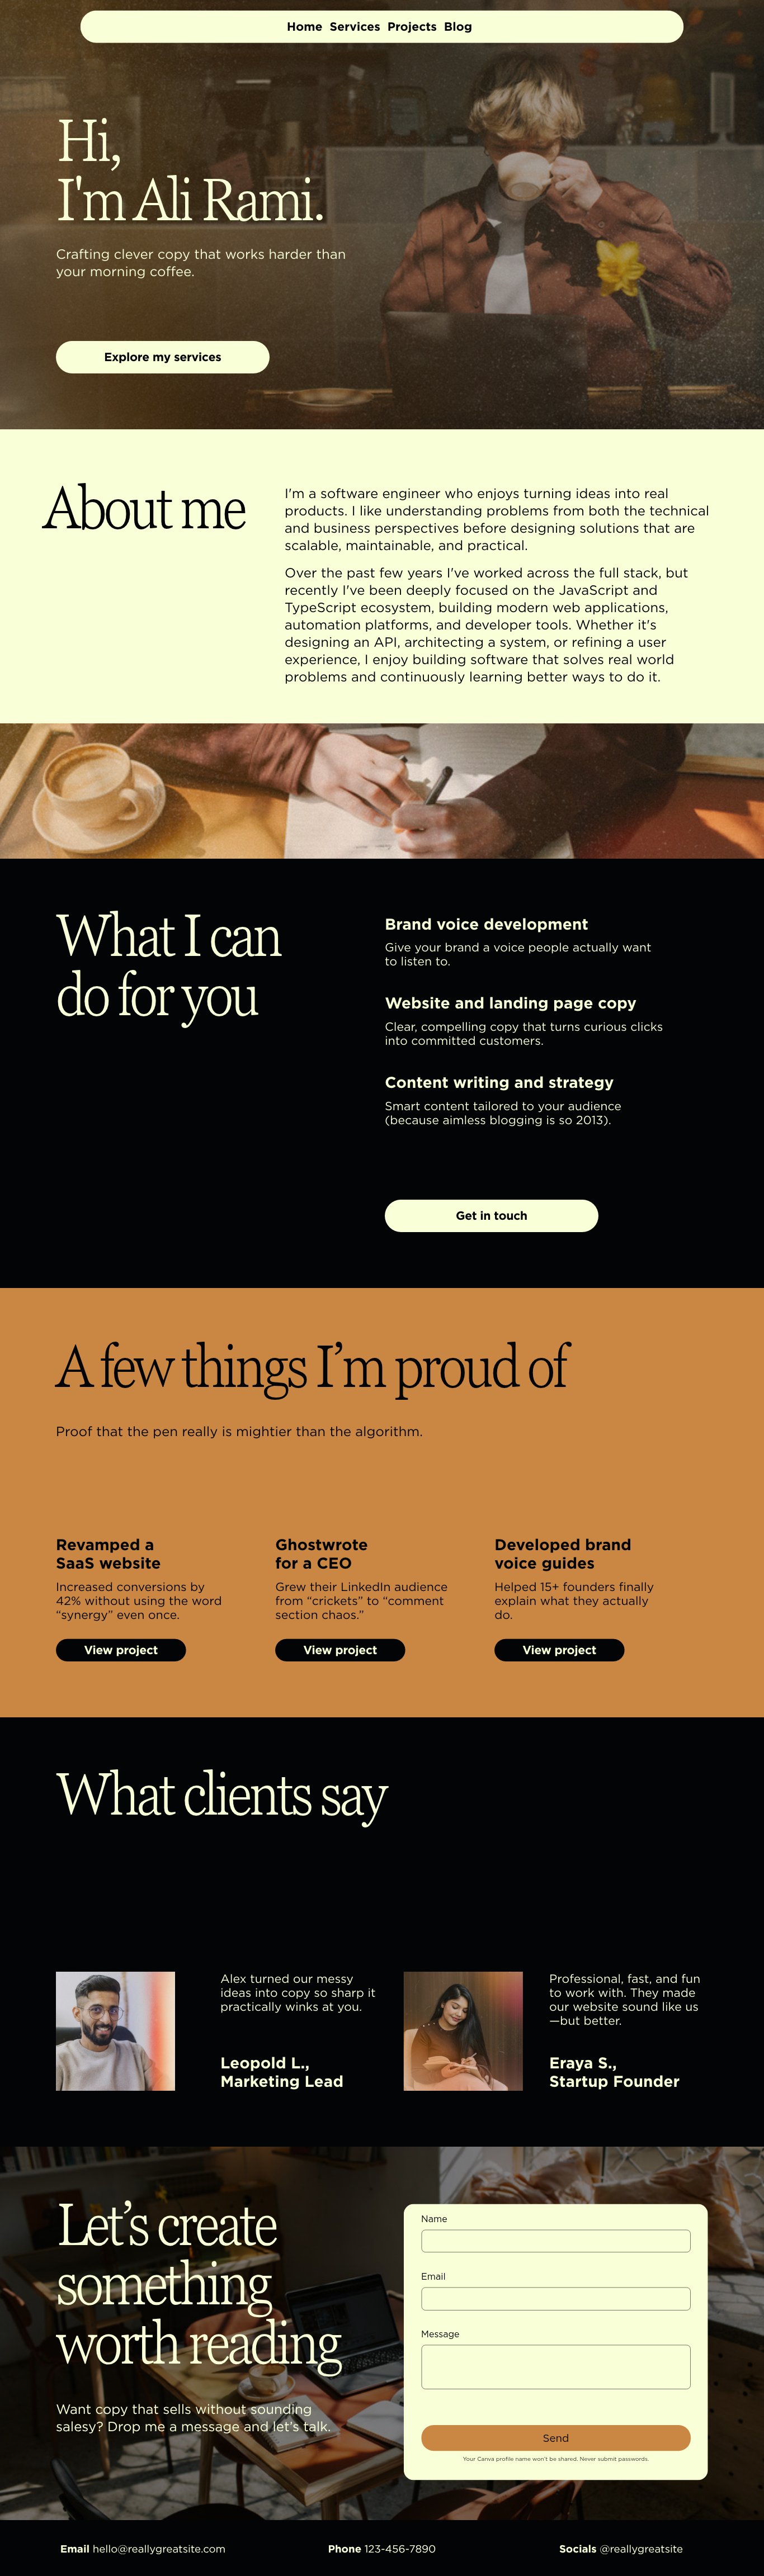 Home Services Projects Blog
Hi,
I'm Ali Rami.
Crafting clever copy that works harder than
your morning coffee.
Explore my services
About me
I'm a software engineer who enjoys turning ideas into real
products. I like understanding problems from both the technical
and business perspectives before designing solutions that are
scalable, maintainable, and practical.
Over the past few years I've worked across the full stack, but
recently I've been deeply focused on the JavaScript and
TypeScript ecosystem, building modern web applications,
automation platforms, and developer tools. Whether it's
designing an API, architecting a system, or refining a user
experience, I enjoy building software that solves real world
problems and continuously learning better ways to do it.
What I can
do for you
Brand voice development
Give your brand a voice people actually want
to listen to.
Website and landing page copy
Clear, compelling copy that turns curious clicks
into committed customers.
Content writing and strategy
Smart content tailored to your audience
(because aimless blogging is so 2013).
Get in touch
A few things I’m proud of
Proof that the pen really is mightier than the algorithm.
Revamped a
SaaS website
Increased conversions by
42% without using the word
“synergy” even once.
View project
Ghostwrote
for a CEO
Grew their LinkedIn audience
from “crickets” to “comment
section chaos.”
View project
Developed brand
voice guides
Helped 15+ founders finally
explain what they actually
do.
View project
What clients say
Alex turned our messy
ideas into copy so sharp it
practically winks at you.
Leopold L.,
Marketing Lead
Professional, fast, and fun
to work with. They made
our website sound like us
—but better.
Eraya S.,
Startup Founder
Let’s create
something
worth reading
Want copy that sells without sounding
salesy? Drop me a message and let’s talk.
Name
Email
Message
Send
Your Canva profile name won't be shared. Never submit passwords.
Email hello@reallygreatsite.com
Phone 123-456-7890
Socials @reallygreatsite